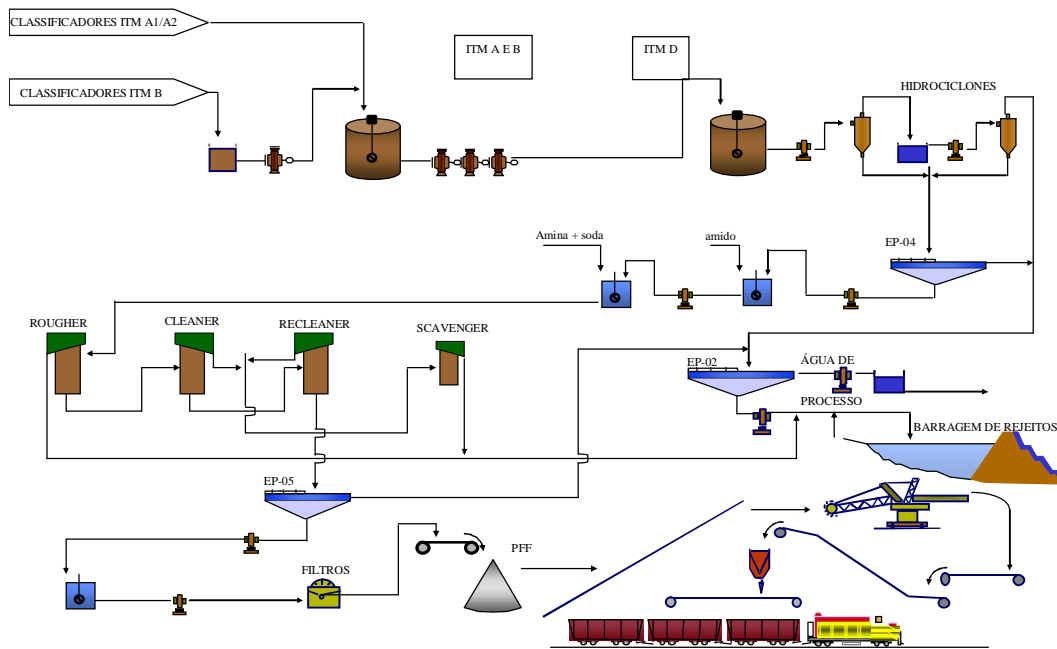 CLASSIFICADORES ITM A1/A2
ITM A E B
ITM D
CLASSIFICADORES ITM B
HIDROCICLONES
Amina + soda
amido
EP-04
ROUGHER
CLEANER
RECLEANER
SCAVENGER
EP-02
ÁGUA DE
PROCESSO
BARRAGEM DE REJEITOS
EP-05
FILTROS
PFF